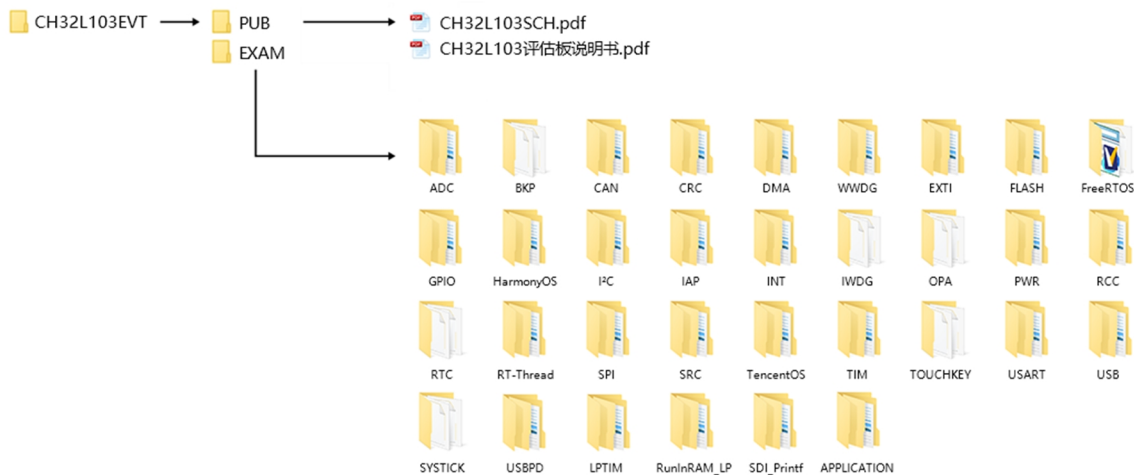 CH32L103EVT PUB CH32L103SCH.pdf
EXAM CH32L103评估板说明书.pdf
ADC BKP CAN CRC DMA WWDG EXTI FLASH FreeRTOS
GPIO HarmonyOS I²C IAP INT IWDG OPA PWR RCC
RTC RT-Thread SPI SRC TencentOS TIM TOUCHKEY USART USB
SYSTICK USBPD LPTIM RunInRAM_LP SDI_Printf APPLICATION